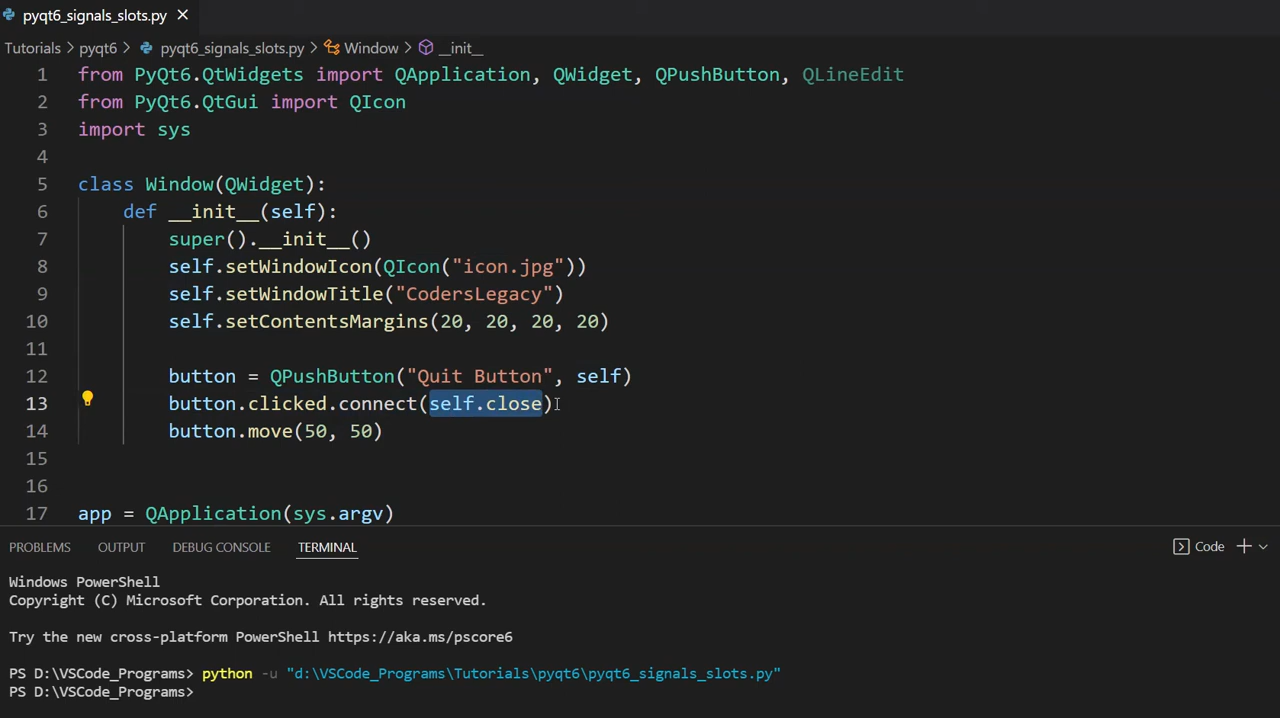 pyqt6_signals_slots.py
Tutorials > pyqt6 > pyqt6_signals_slots.py > Window > __init__
1 from PyQt6.QtWidgets import QApplication, QWidget, QPushButton, QLineEdit
2 from PyQt6.QtGui import QIcon
3 import sys
4
5 class Window(QWidget):
6 def __init__(self):
7 super().__init__()
8 self.setWindowIcon(QIcon("icon.jpg"))
9 self.setWindowTitle("CodersLegacy")
10 self.setContentsMargins(20, 20, 20, 20)
11
12 button = QPushButton("Quit Button", self)
13 button.clicked.connect(self.close)
14 button.move(50, 50)
15
16
17 app = QApplication(sys.argv)
PROBLEMS OUTPUT DEBUG CONSOLE TERMINAL Code
Windows PowerShell
Copyright (C) Microsoft Corporation. All rights reserved.
Try the new cross-platform PowerShell https://aka.ms/pscore6
PS D:\VSCode_Programs> python -u "d:\VSCode_Programs\Tutorials\pyqt6\pyqt6_signals_slots.py"
PS D:\VSCode_Programs>